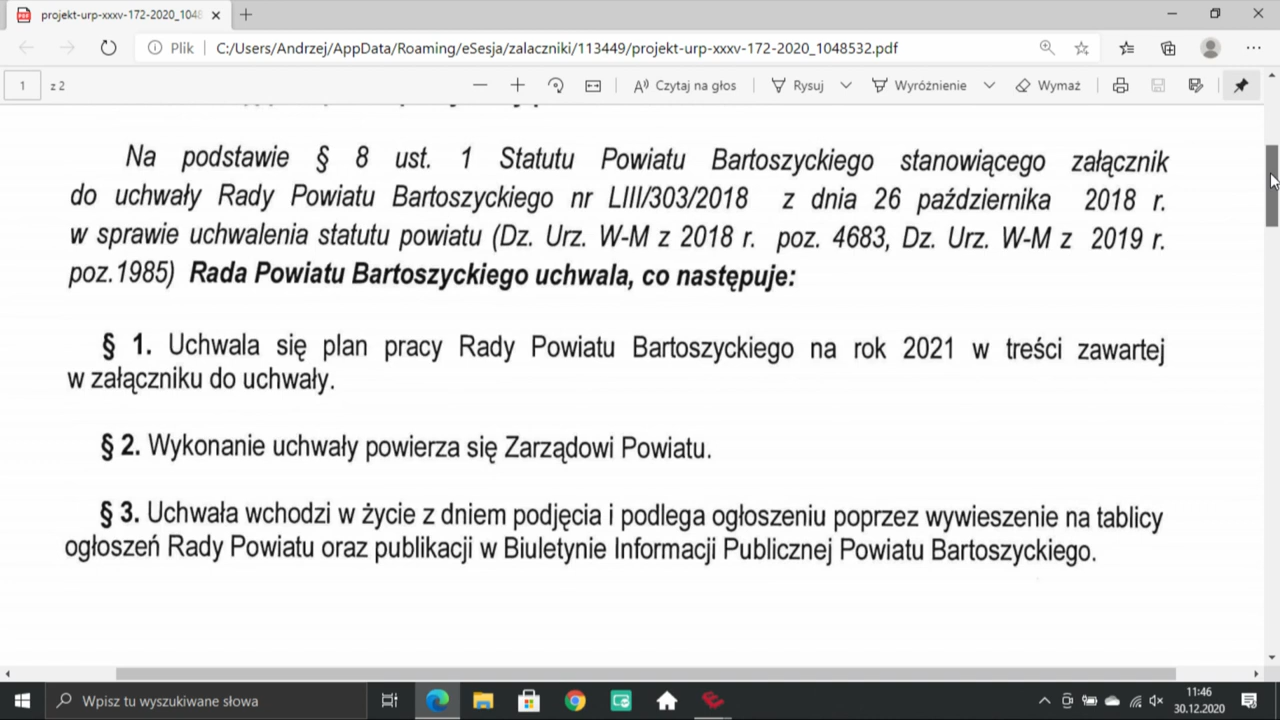 projekt-urp-xxxv-172-2020_1048
Plik
C:/Users/Andrzej/AppData/Roaming/eSesja/zalaczniki/113449/projekt-urp-xxxv-172-2020_1048532.pdf
1 z 2 Czytaj na głos Rysuj Wyróżnienie Wymaż
Na podstawie § 8 ust. 1 Statutu Powiatu Bartoszyckiego stanowiącego załącznik
do uchwały Rady Powiatu Bartoszyckiego nr LIII/303/2018 z dnia 26 października 2018 r.
w sprawie uchwalenia statutu powiatu (Dz. Urz. W-M z 2018 r. poz. 4683, Dz. Urz. W-M z 2019 r.
poz.1985) Rada Powiatu Bartoszyckiego uchwala, co następuje:
§ 1. Uchwala się plan pracy Rady Powiatu Bartoszyckiego na rok 2021 w treści zawartej
w załączniku do uchwały.
§ 2. Wykonanie uchwały powierza się Zarządowi Powiatu.
§ 3. Uchwała wchodzi w życie z dniem podjęcia i podlega ogłoszeniu poprzez wywieszenie na tablicy
ogłoszeń Rady Powiatu oraz publikacji w Biuletynie Informacji Publicznej Powiatu Bartoszyckiego.
Wpisz tu wyszukiwane słowa
11:46
30.12.2020